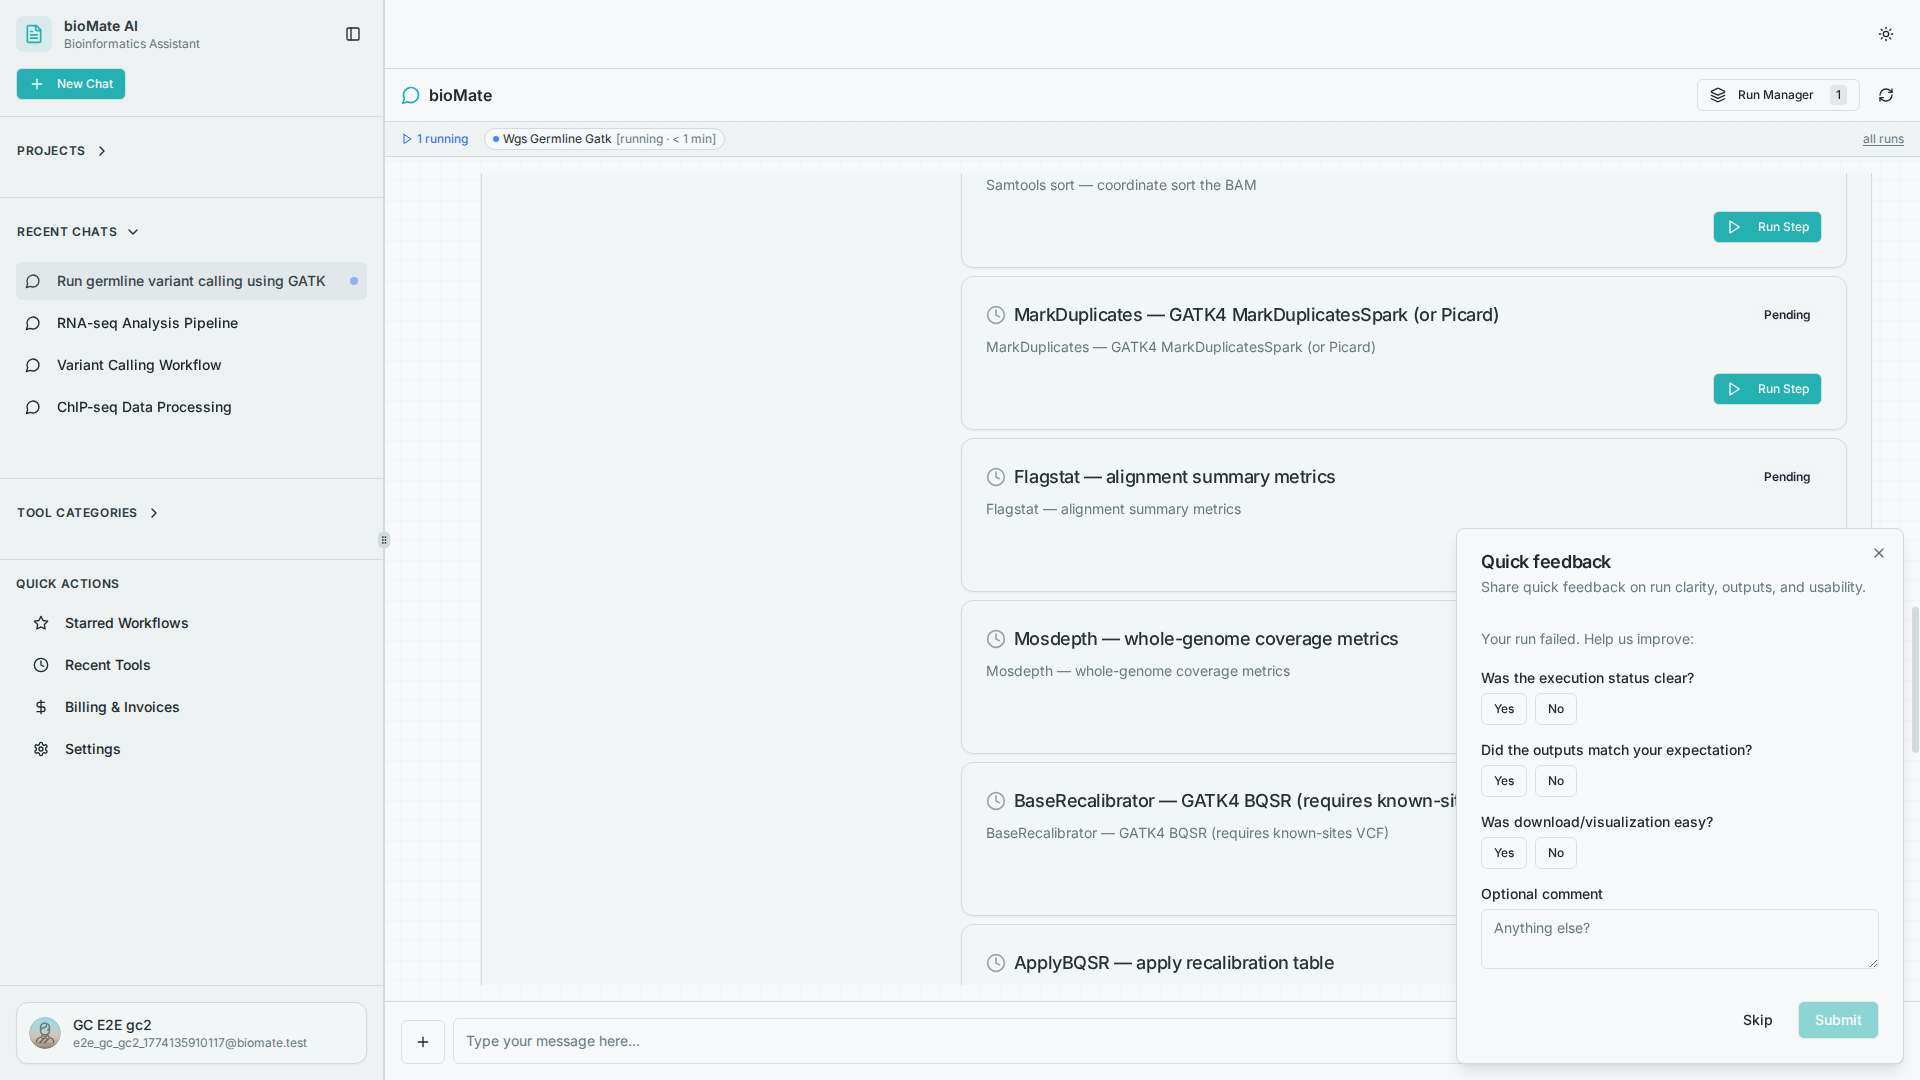 bioMate AI
Bioinformatics Assistant
New Chat
PROJECTS
RECENT CHATS
Run germline variant calling using GATK
RNA-seq Analysis Pipeline
Variant Calling Workflow
ChIP-seq Data Processing
TOOL CATEGORIES
QUICK ACTIONS
Starred Workflows
Recent Tools
Billing & Invoices
Settings
GC E2E gc2
e2e_gc_gc2_1774135910117@biomate.test
bioMate
Run Manager 1
1 running
Wgs Germline Gatk [running · < 1 min]
all runs
Samtools sort — coordinate sort the BAM
Run Step
MarkDuplicates — GATK4 MarkDuplicatesSpark (or Picard)
Pending
MarkDuplicates — GATK4 MarkDuplicatesSpark (or Picard)
Run Step
Flagstat — alignment summary metrics
Pending
Flagstat — alignment summary metrics
Mosdepth — whole-genome coverage metrics
Mosdepth — whole-genome coverage metrics
BaseRecalibrator — GATK4 BQSR (requires known-sit
BaseRecalibrator — GATK4 BQSR (requires known-sites VCF)
ApplyBQSR — apply recalibration table
Type your message here...
Quick feedback
Share quick feedback on run clarity, outputs, and usability.
Your run failed. Help us improve:
Was the execution status clear?
Yes No
Did the outputs match your expectation?
Yes No
Was download/visualization easy?
Yes No
Optional comment
Anything else?
Skip Submit